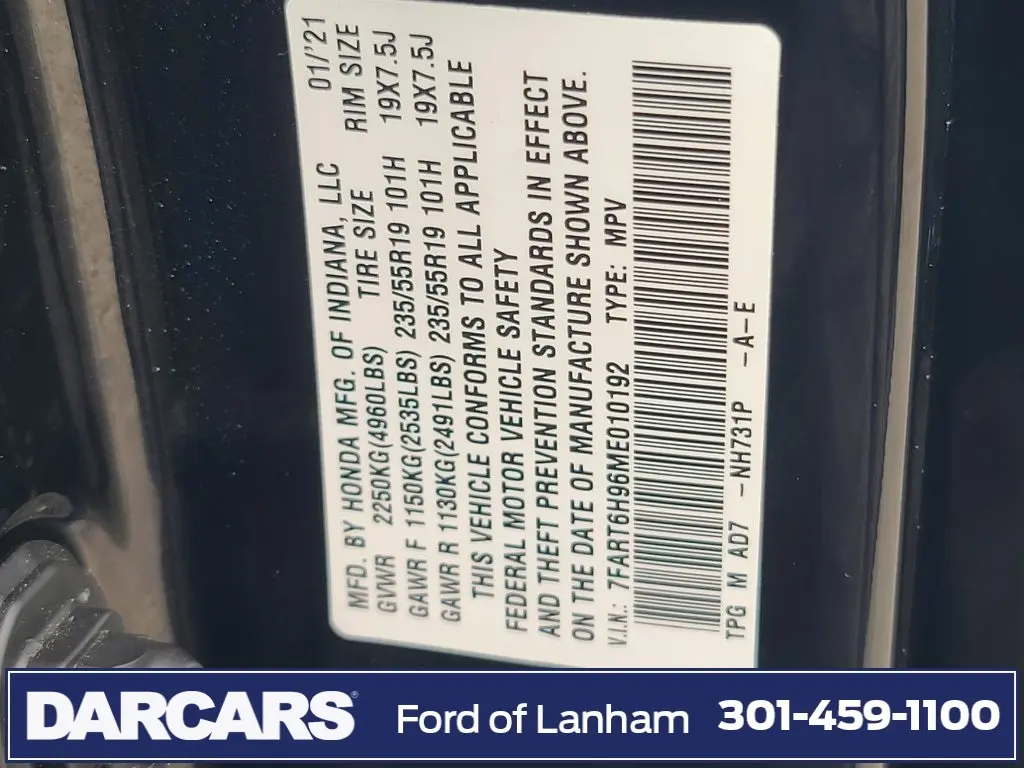 MFD. BY HONDA MFG. OF INDIANA, LLC 01/'21
GVWR 2250KG(4960LBS) TIRE SIZE RIM SIZE
GAWR F 1150KG(2535LBS) 235/55R19 101H 19X7.5J
GAWR R 1130KG(2491LBS) 235/55R19 101H 19X7.5J
THIS VEHICLE CONFORMS TO ALL APPLICABLE
FEDERAL MOTOR VEHICLE SAFETY
AND THEFT PREVENTION STANDARDS IN EFFECT
ON THE DATE OF MANUFACTURE SHOWN ABOVE.
V.I.N.: 7FART6H96ME010192 TYPE: MPV
TPG M AD7 -NH731P -A-E
DARCARS® Ford of Lanham 301-459-1100